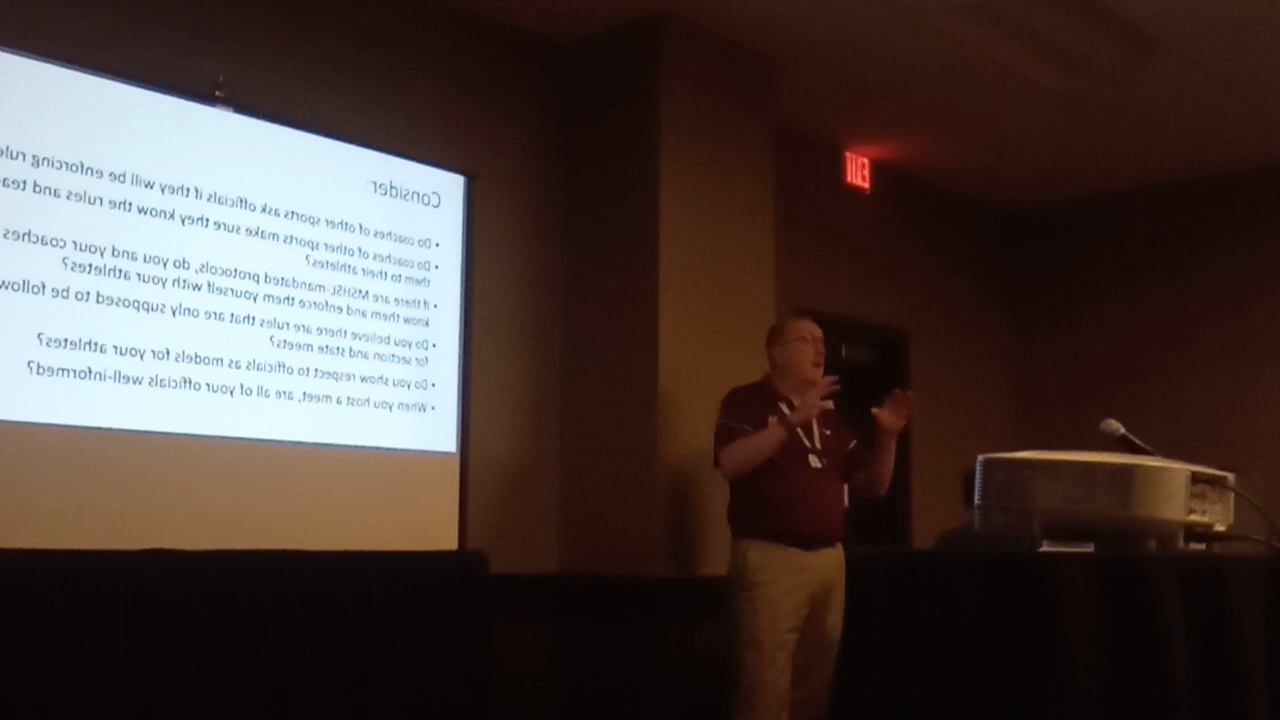 Consider:
• Do coaches of other sports ask officials if they will be enforcing
• Do coaches of other sports make sure they know the rules and
them to their athletes?
• If there are MSHSL-mandated protocols, do you and your coaches
know them and enforce them yourself with your athletes?
• Do you believe there are rules that are only supposed to be
for section and state meets?
• Do you show respect to officials as models for your athletes?
• When you host a meet, are all of your officials well-informed?
EXIT